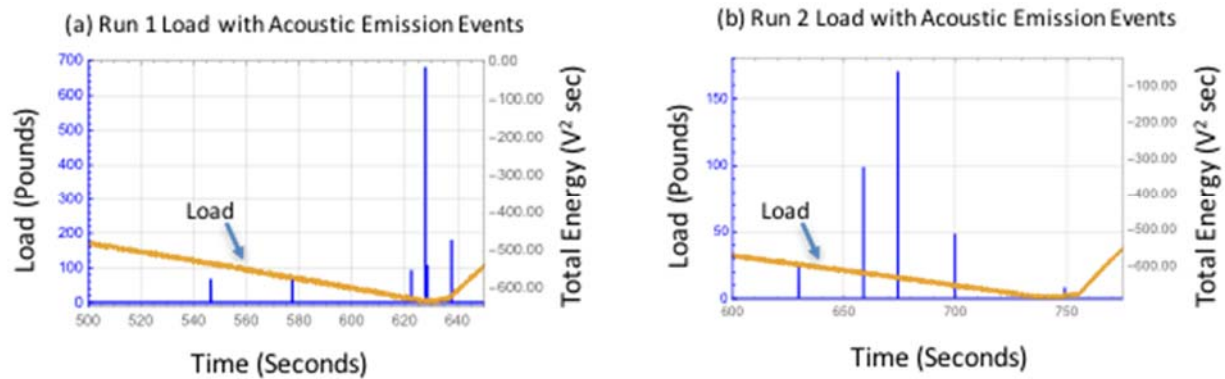 (a) Run 1 Load with Acoustic Emission Events
700
600
500
400
300
200
100
0
Load (Pounds)
Load
0.00
-100.00
-200.00
-300.00
-400.00
-500.00
-600.00
Total Energy (V² sec)
500 520 540 560 580 600 620 640
Time (Seconds)
(b) Run 2 Load with Acoustic Emission Events
150
100
50
0
Load (Pounds)
Load
-100.00
-200.00
-300.00
-400.00
-500.00
-600.00
Total Energy (V² sec)
600 650 700 750
Time (Seconds)